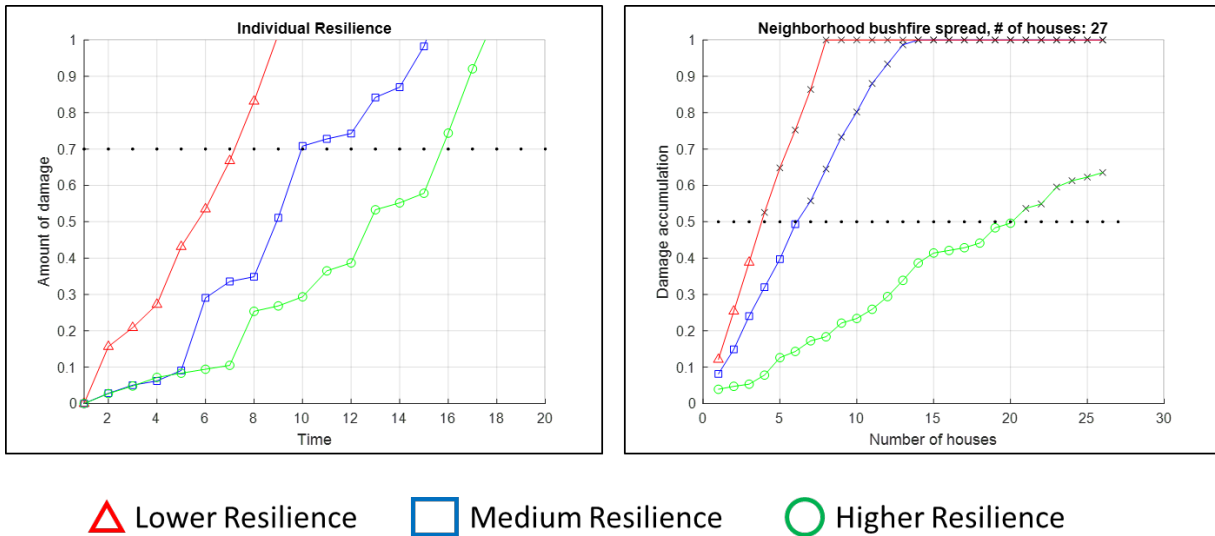 Individual Resilience
1
0.9
0.8
0.7
0.6
0.5
0.4
0.3
0.2
0.1
0
Amount of damage
2 4 6 8 10 12 14 16 18 20
Time
Neighborhood bushfire spread, # of houses: 27
1
0.9
0.8
0.7
0.6
0.5
0.4
0.3
0.2
0.1
0
Damage accumulation
0 5 10 15 20 25 30
Number of houses
Lower Resilience Medium Resilience Higher Resilience